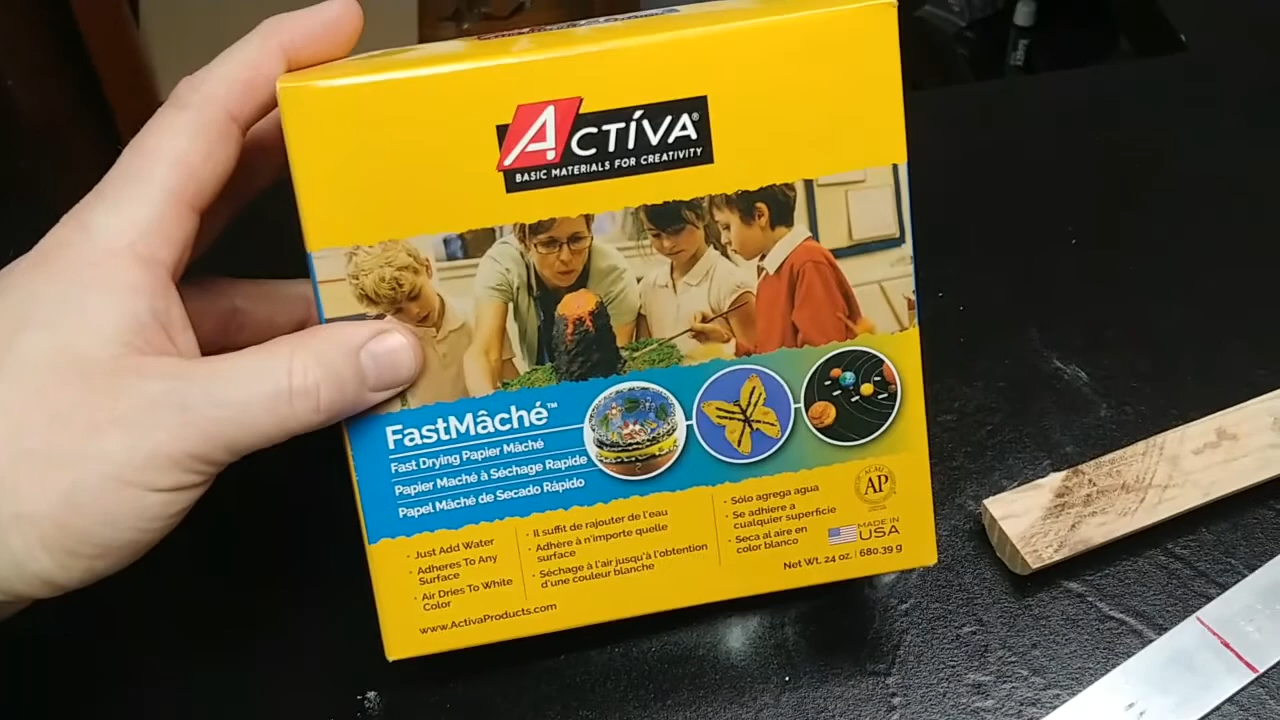 ACTÍVA®
BASIC MATERIALS FOR CREATIVITY
FastMâché™
Fast Drying Papier Mâché
Papier Maché à Séchage Rapide
Papel Mâché de Secado Rápido
· Just Add Water
· Adheres To Any
Surface
· Air Dries To White
Color
· Il suffit de rajouter de l'eau
· Adhère à n'importe quelle
surface
· Séchage à l'air jusqu'à l'obtention
d'une couleur blanche
· Sólo agrega agua
· Se adhiere a
cualquier superficie
· Seca al aire en
color blanco
ACMI
AP
MADE IN
USA
Net Wt. 24 oz. | 680.39 g
www.ActivaProducts.com